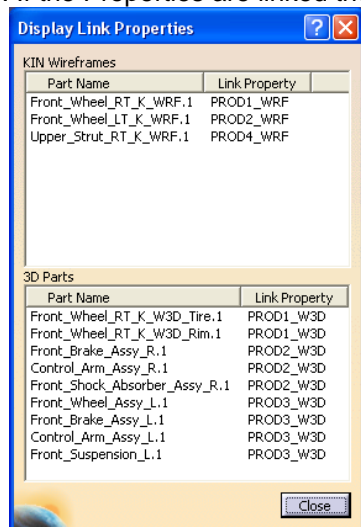 Display Link Properties
KIN Wireframes
Part Name Link Property
Front_Wheel_RT_K_WRF.1 PROD1_WRF
Front_Wheel_LT_K_WRF.1 PROD2_WRF
Upper_Strut_RT_K_WRF.1 PROD4_WRF
3D Parts
Part Name Link Property
Front_Wheel_RT_K_W3D_Tire.1 PROD1_W3D
Front_Wheel_RT_K_W3D_Rim.1 PROD1_W3D
Front_Brake_Assy_R.1 PROD2_W3D
Control_Arm_Assy_R.1 PROD2_W3D
Front_Shock_Absorber_Assy_R.1 PROD2_W3D
Front_Wheel_Assy_L.1 PROD3_W3D
Front_Brake_Assy_L.1 PROD3_W3D
Control_Arm_Assy_L.1 PROD3_W3D
Front_Suspension_L.1 PROD3_W3D
Close